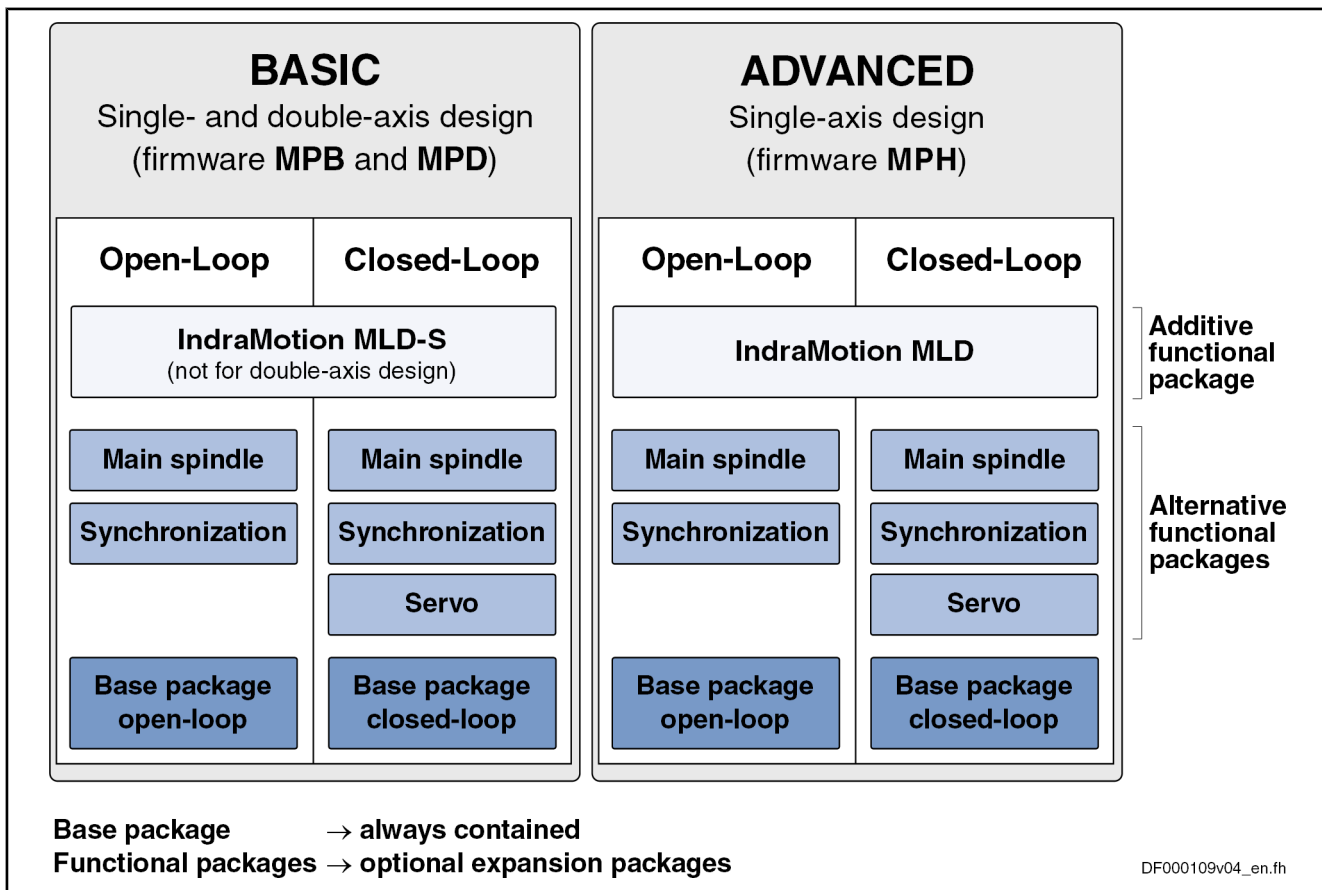 BASIC
Single- and double-axis design
(firmware MPB and MPD)
Open-Loop
Closed-Loop
IndraMotion MLD-S
(not for double-axis design)
Main spindle
Main spindle
Synchronization
Synchronization
Servo
Base package
open-loop
Base package
closed-loop
ADVANCED
Single-axis design
(firmware MPH)
Open-Loop
Closed-Loop
IndraMotion MLD
Main spindle
Main spindle
Synchronization
Synchronization
Servo
Base package
open-loop
Base package
closed-loop
Additive
functional
package
Alternative
functional
packages
Base package → always contained
Functional packages → optional expansion packages
DF000109v04_en.fh